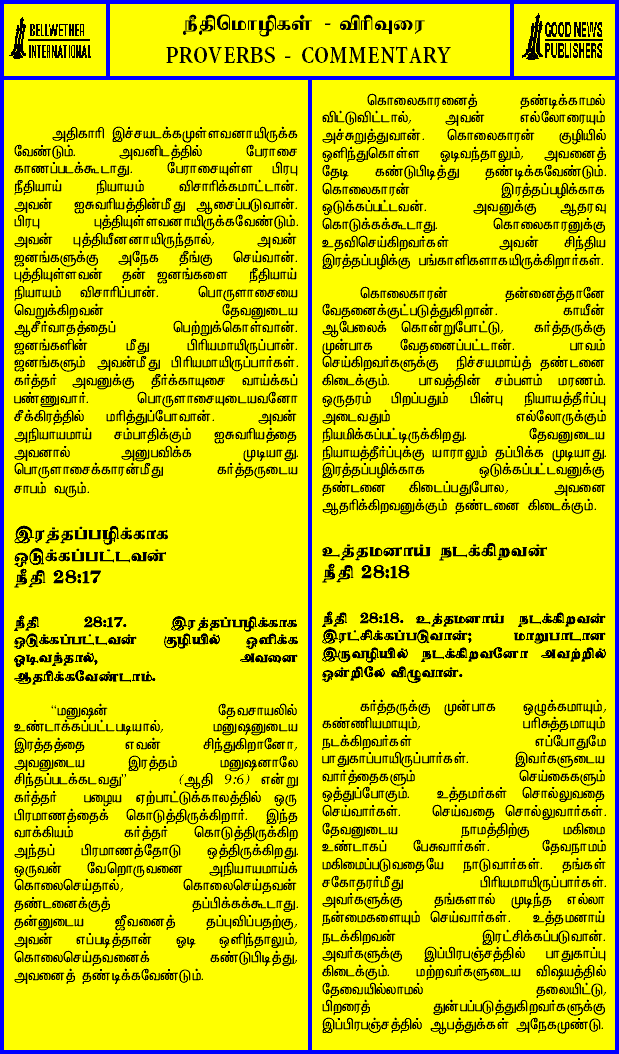 BELLWETHER
INTERNATIONAL
நீதிமொழிகள் - விரிவுரை
PROVERBS - COMMENTARY
GOOD NEWS
PUBLISHERS
அதிகாரி இச்சயடக்கமுள்ளவனாயிருக்க
வேண்டும். அவனிடத்தில் பேராசை
காணப்படக்கூடாது. பேராசையுள்ள பிரபு
நீதியாய் நியாயம் விசாரிக்கமாட்டான்.
அவன் ஐசுவரியத்தின்மீது ஆசைப்படுவான்.
பிரபு புத்தியுள்ளவனாயிருக்கவேண்டும்.
அவன் புத்தியீனனாயிருந்தால், அவன்
ஜனங்களுக்கு அநேக தீங்கு செய்வான்.
புத்தியுள்ளவன் தன் ஜனங்களை நீதியாய்
நியாயம் விசாரிப்பான். பொருளாசையை
வெறுக்கிறவன் தேவனுடைய
ஆசீர்வாதத்தைப் பெற்றுக்கொள்வான்.
ஜனங்களின் மீது பிரியமாயிருப்பான்.
ஜனங்களும் அவன்மீது பிரியமாயிருப்பார்கள்.
கர்த்தர் அவனுக்கு தீர்க்காயுசை வாய்க்கப்
பண்ணுவார். பொருளாசையுடையவனோ
சீக்கிரத்தில் மரித்துப்போவான். அவன்
அநியாயமாய் சம்பாதிக்கும் ஐசுவரியத்தை
அவனால் அனுபவிக்க முடியாது.
பொருளாசைக்காரன்மீது கர்த்தருடைய
சாபம் வரும்.
இரத்தப்பழிக்காக
ஒடுக்கப்பட்டவன்
நீதி 28:17
நீதி 28:17. இரத்தப்பழிக்காக
ஒடுக்கப்பட்டவன் குழியில் ஒளிக்க
ஓடிவந்தால், அவனை
ஆதரிக்கவேண்டாம்.
"மனுஷன் தேவசாயலில்
உண்டாக்கப்பட்டபடியால், மனுஷனுடைய
இரத்தத்தை எவன் சிந்துகிறானோ,
அவனுடைய இரத்தம் மனுஷனாலே
சிந்தப்படக்கடவது" (ஆதி 9:6) என்று
கர்த்தர் பழைய ஏற்பாட்டுக்காலத்தில் ஒரு
பிரமாணத்தைக் கொடுத்திருக்கிறார். இந்த
வாக்கியம் கர்த்தர் கொடுத்திருக்கிற
அந்தப் பிரமாணத்தோடு ஒத்திருக்கிறது.
ஒருவன் வேறொருவனை அநியாயமாய்க்
கொலைசெய்தால், கொலைசெய்தவன்
தண்டனைக்குத் தப்பிக்கக்கூடாது.
தன்னுடைய ஜீவனைத் தப்புவிப்பதற்கு,
அவன் எப்படித்தான் ஓடி ஒளிந்தாலும்,
கொலைசெய்தவனைக் கண்டுபிடித்து,
அவனைத் தண்டிக்கவேண்டும்.
கொலைகாரனைத் தண்டிக்காமல்
விட்டுவிட்டால், அவன் எல்லோரையும்
அச்சுறுத்துவான். கொலைகாரன் குழியில்
ஒளிந்துகொள்ள ஓடிவந்தாலும், அவனைத்
தேடி கண்டுபிடித்து தண்டிக்கவேண்டும்.
கொலைகாரன் இரத்தப்பழிக்காக
ஒடுக்கப்பட்டவன். அவனுக்கு ஆதரவு
கொடுக்கக்கூடாது. கொலைகாரனுக்கு
உதவிசெய்கிறவர்கள் அவன் சிந்திய
இரத்தப்பழிக்கு பங்காளிகளாகயிருக்கிறார்கள்.
கொலைகாரன் தன்னைத்தானே
வேதனைக்குட்படுத்துகிறான். காயீன்
ஆபேலைக் கொன்றுபோட்டு, கர்த்தருக்கு
முன்பாக வேதனைப்பட்டான். பாவம்
செய்கிறவர்களுக்கு நிச்சயமாய்த் தண்டனை
கிடைக்கும். பாவத்தின் சம்பளம் மரணம்.
ஒருதரம் பிறப்பதும் பின்பு நியாயத்தீர்ப்பு
அடைவதும் எல்லோருக்கும்
நியமிக்கப்பட்டிருக்கிறது. தேவனுடைய
நியாயத்தீர்ப்புக்கு யாராலும் தப்பிக்க முடியாது.
இரத்தப்பழிக்காக ஒடுக்கப்பட்டவனுக்கு
தண்டனை கிடைப்பதுபோல, அவனை
ஆதரிக்கிறவனுக்கும் தண்டனை கிடைக்கும்.
உத்தமனாய் நடக்கிறவன்
நீதி 28:18
நீதி 28:18. உத்தமனாய் நடக்கிறவன்
இரட்சிக்கப்படுவான்; மாறுபாடான
இருவழியில் நடக்கிறவனோ அவற்றில்
ஒன்றிலே விழுவான்.
கர்த்தருக்கு முன்பாக ஒழுக்கமாயும்,
கண்ணியமாயும், பரிசுத்தமாயும்
நடக்கிறவர்கள் எப்போதுமே
பாதுகாப்பாயிருப்பார்கள். இவர்களுடைய
வார்த்தைகளும் செய்கைகளும்
ஒத்துப்போகும். உத்தமர்கள் சொல்லுவதை
செய்வார்கள். செய்வதை சொல்லுவார்கள்.
தேவனுடைய நாமத்திற்கு மகிமை
உண்டாகப் பேசுவார்கள். தேவநாமம்
மகிமைப்படுவதையே நாடுவார்கள். தங்கள்
சகோதரர்மீது பிரியமாயிருப்பார்கள்.
அவர்களுக்கு தங்களால் முடிந்த எல்லா
நன்மைகளையும் செய்வார்கள். உத்தமனாய்
நடக்கிறவன் இரட்சிக்கப்படுவான்.
அவர்களுக்கு இப்பிரபஞ்சத்தில் பாதுகாப்பு
கிடைக்கும். மற்றவர்களுடைய விஷயத்தில்
தேவையில்லாமல் தலையிட்டு,
பிறரைத் துன்பப்படுத்துகிறவர்களுக்கு
இப்பிரபஞ்சத்தில் ஆபத்துக்கள் அநேகமுண்டு.